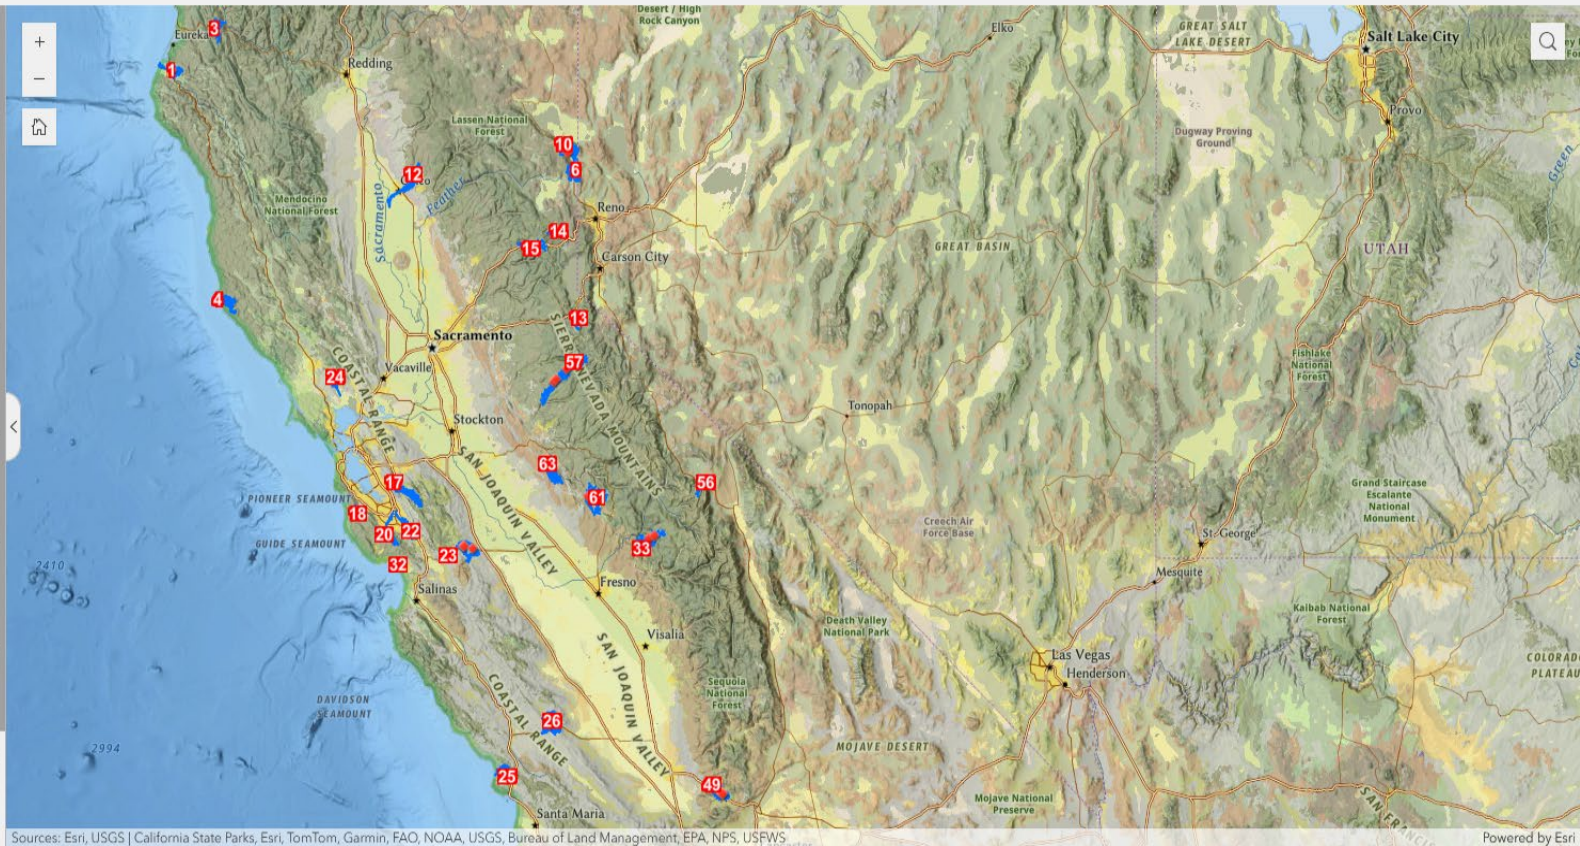 Desert / High
Rock Canyon
Eureka
3
1
+
−
Redding
Elko
GREAT SALT
LAKE DESERT
Salt Lake City
Provo
Green
Lassen National
Forest
10
6
Dugway Proving
Ground
12
Sacramento
Feather
Mendocino
National Forest
Reno
14
15
Carson City
GREAT BASIN
UTAH
4
13
Sacramento
SIERRA NEVADA MOUNTAINS
57
COASTAL RANGE
Vacaville
24
Fishlake
National
Forest
Tonopah
Stockton
SAN JOAQUIN VALLEY
63
61
56
17
PIONEER SEAMOUNT
18
20
22
GUIDE SEAMOUNT
23
33
32
Grand Staircase
Escalante
National
Monument
Creech Air
Force Base
St. George
2410
Salinas
Fresno
Mesquite
Kaibab National
Forest
Death Valley
National Park
Visalia
SAN JOAQUIN VALLEY
Las Vegas
Henderson
COLORADO
PLATEAU
Sequoia
National
Forest
DAVIDSON
SEAMOUNT
COASTAL RANGE
26
2994
MOJAVE DESERT
25
49
Mojave National
Preserve
Santa Maria
Sources: Esri, USGS | California State Parks, Esri, TomTom, Garmin, FAO, NOAA, USGS, Bureau of Land Management, EPA, NPS, USFWS
Powered by Esri